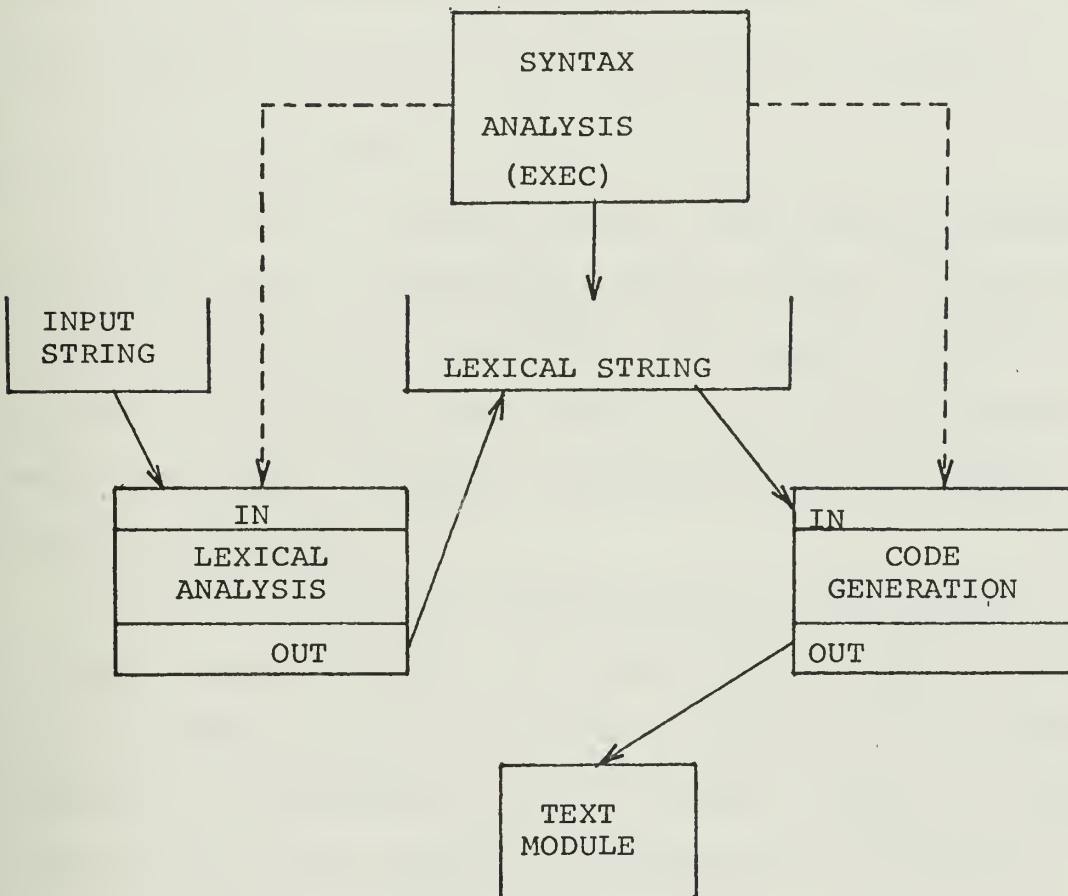 SYNTAX
ANALYSIS
(EXEC)
INPUT
STRING
LEXICAL STRING
IN
LEXICAL
ANALYSIS
OUT
IN
CODE
GENERATION
OUT
TEXT
MODULE